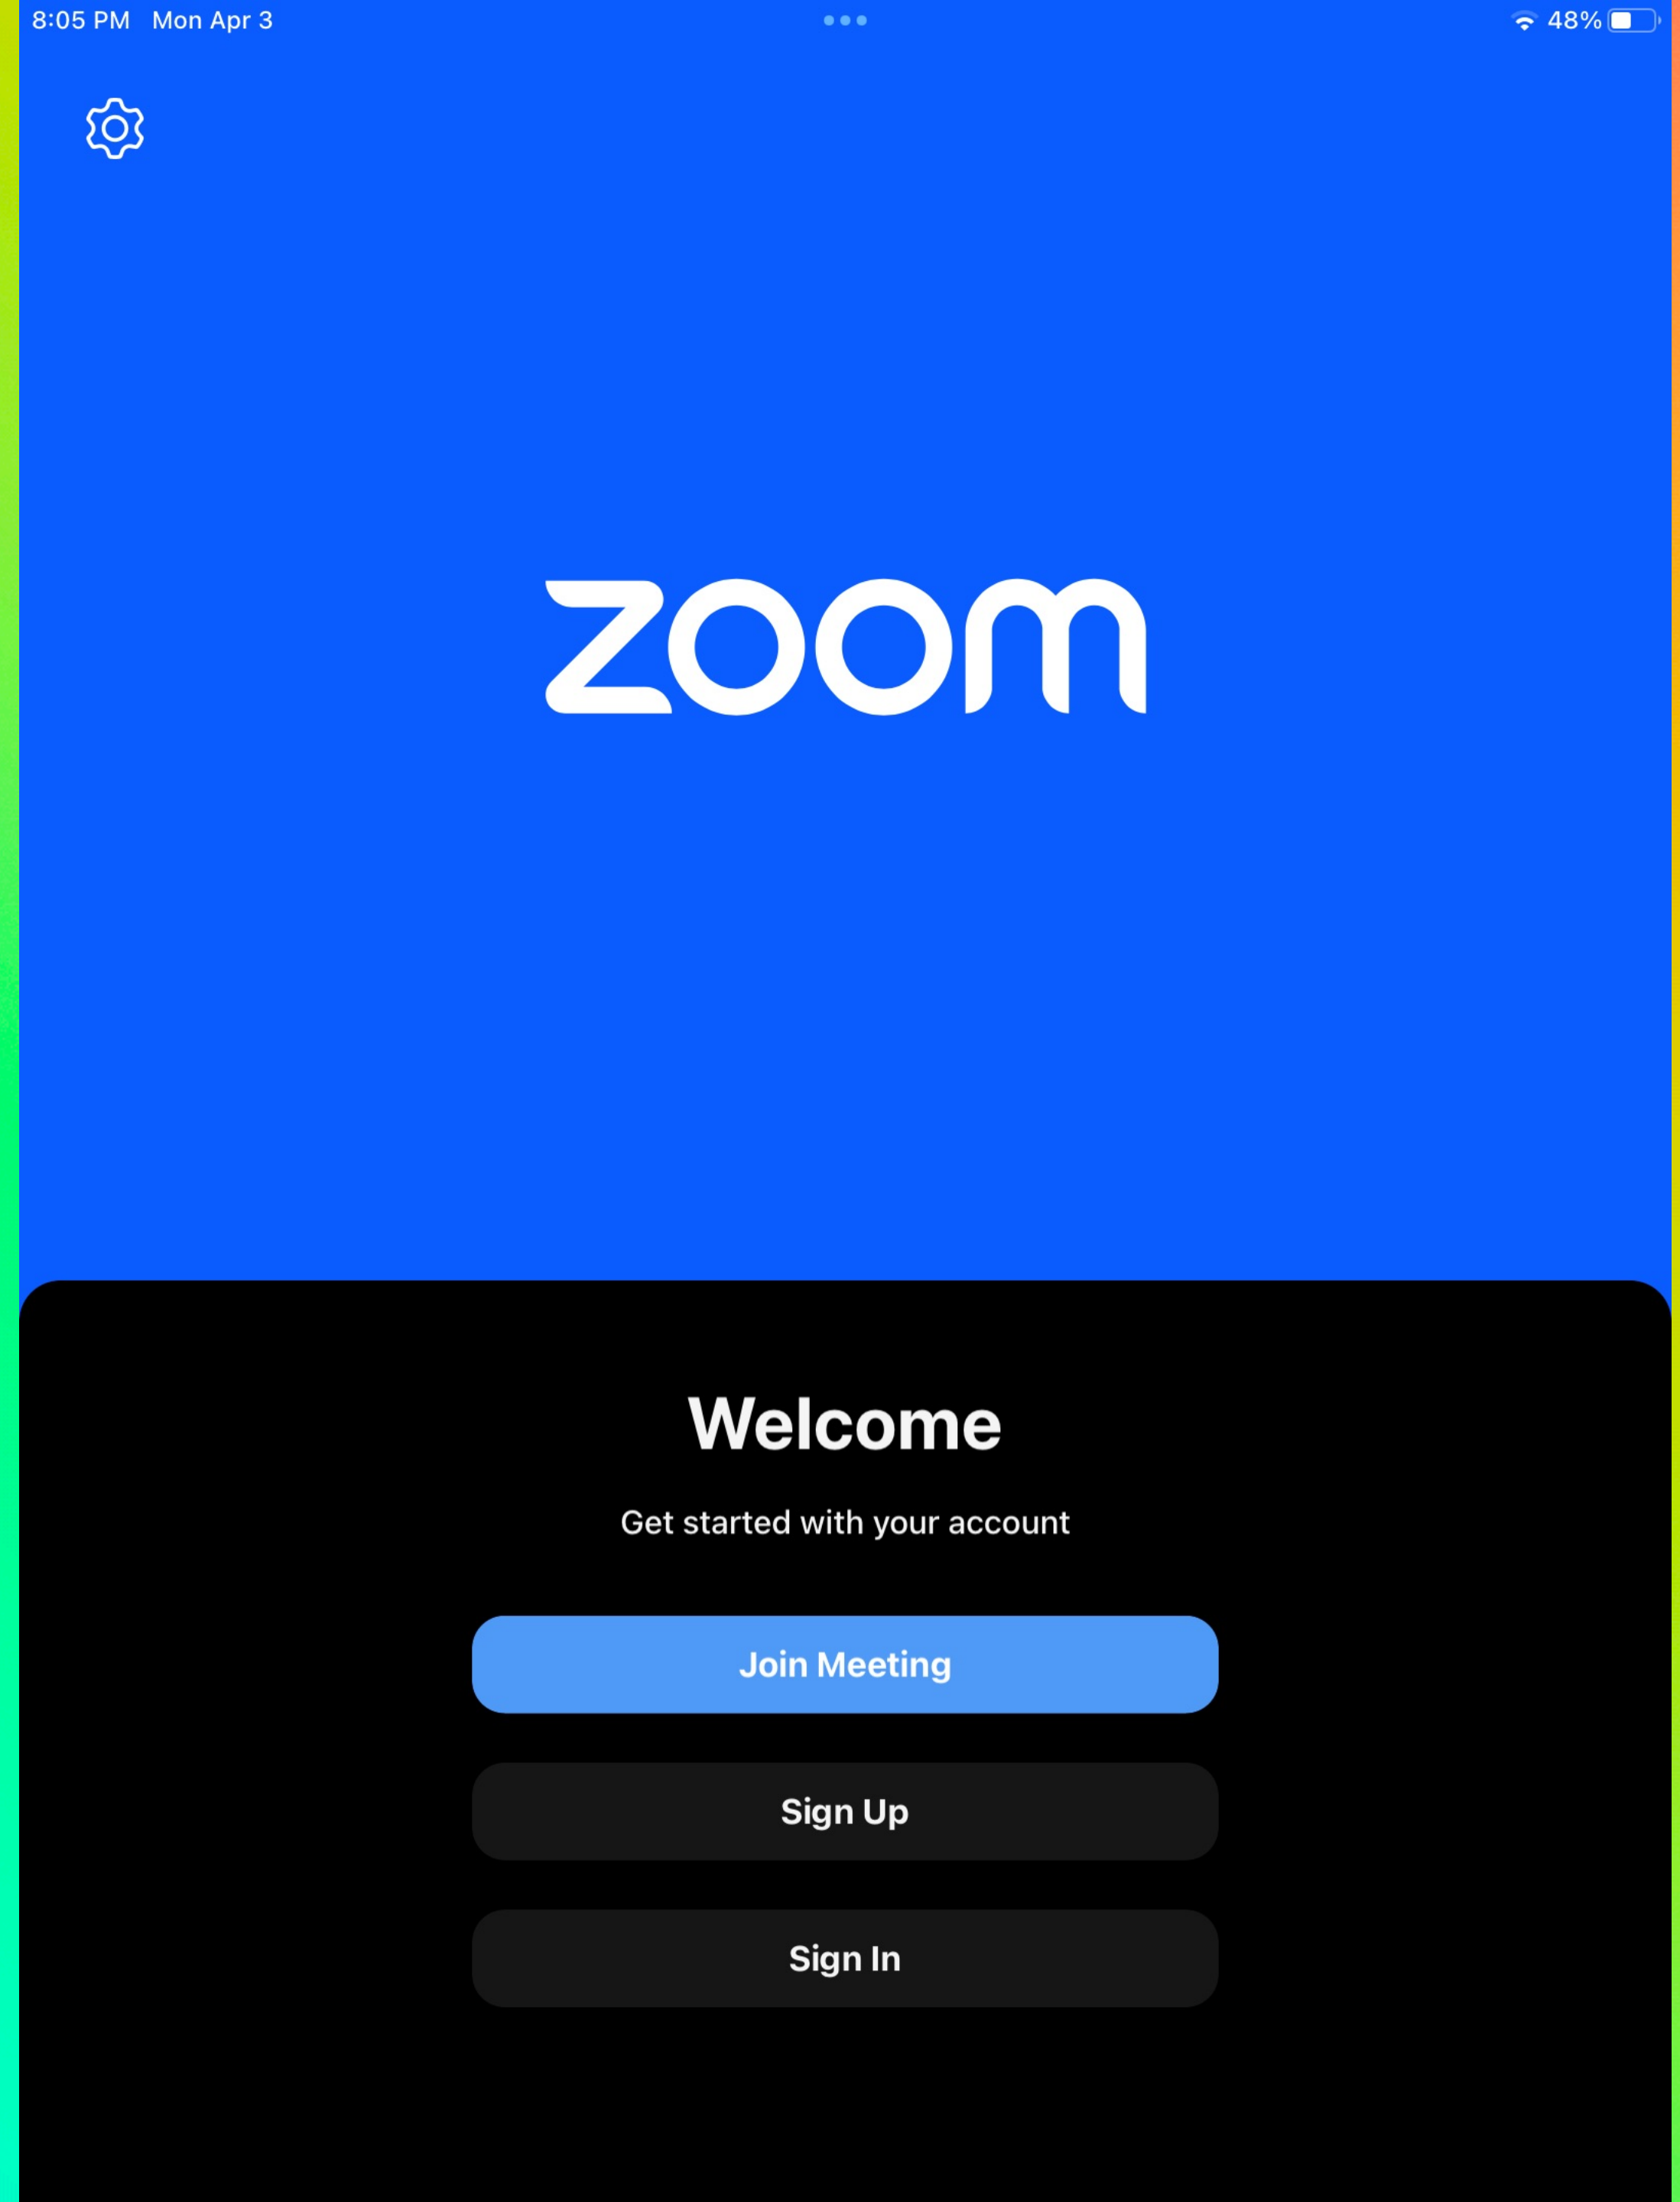 8:05 PM Mon Apr 3
48%
zoom
Welcome
Get started with your account
Join Meeting
Sign Up
Sign In